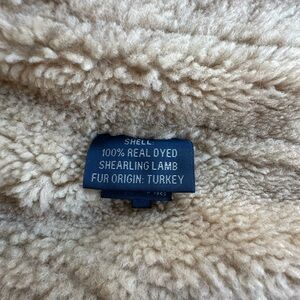 SHELL:
100% REAL DYED
SHEARLING LAMB
FUR ORIGIN: TURKEY